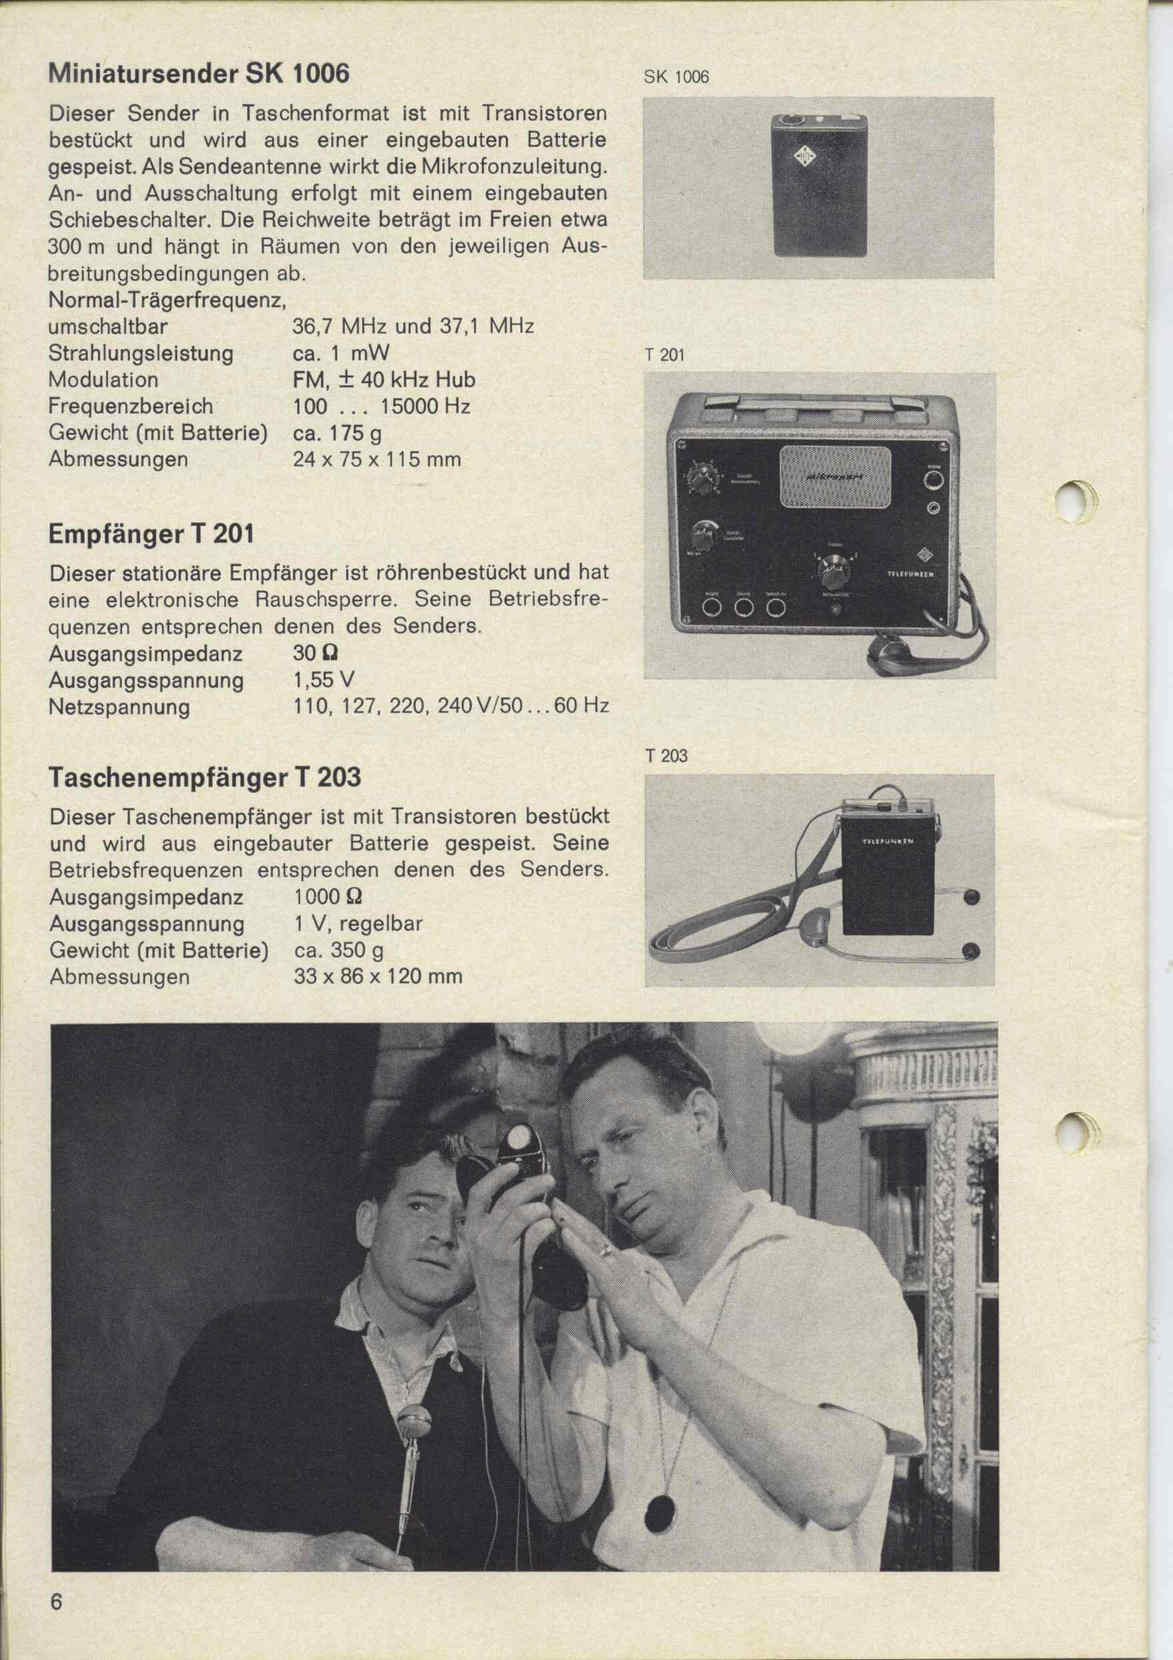 Miniatursender SK 1006
Dieser Sender in Taschenformat ist mit Transistoren
bestückt und wird aus einer eingebauten Batterie
gespeist. Als Sendeantenne wirkt die Mikrofonzuleitung.
An- und Ausschaltung erfolgt mit einem eingebauten
Schiebeschalter. Die Reichweite beträgt im Freien etwa
300 m und hängt in Räumen von den jeweiligen Aus-
breitungsbedingungen ab.
Normal-Trägerfrequenz,
umschaltbar 36,7 MHz und 37,1 MHz
Strahlungsleistung ca. 1 mW
Modulation FM, ± 40 kHz Hub
Frequenzbereich 100 ... 15000 Hz
Gewicht (mit Batterie) ca. 175 g
Abmessungen 24 x 75 x 115 mm
Empfänger T 201
Dieser stationäre Empfänger ist röhrenbestückt und hat
eine elektronische Rauschsperre. Seine Betriebsfre-
quenzen entsprechen denen des Senders.
Ausgangsimpedanz 30 Ω
Ausgangsspannung 1,55 V
Netzspannung 110, 127, 220, 240 V/50 ... 60 Hz
Taschenempfänger T 203
Dieser Taschenempfänger ist mit Transistoren bestückt
und wird aus eingebauter Batterie gespeist. Seine
Betriebsfrequenzen entsprechen denen des Senders.
Ausgangsimpedanz 1000 Ω
Ausgangsspannung 1 V, regelbar
Gewicht (mit Batterie) ca. 350 g
Abmessungen 33 x 86 x 120 mm
SK 1006
T 201
mikroport
TELEFUNKEN
T 203
TELEFUNKEN
6